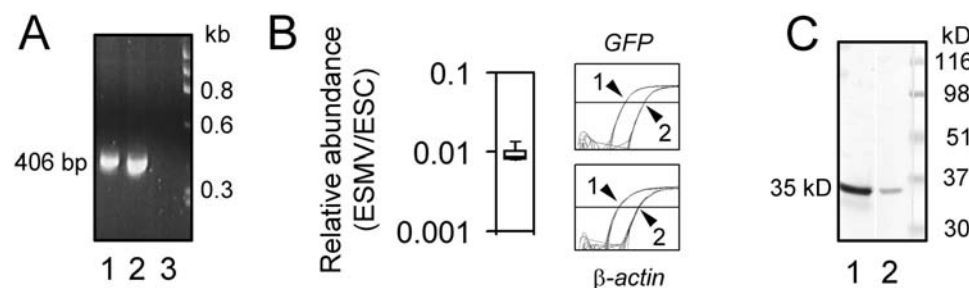 A
kb
0.8
0.6
406 bp
0.3
1 2 3
B
Relative abundance
(ESMV/ESC)
0.1
0.01
0.001
GFP
1
2
1
2
β-actin
C
kD
116
98
55
37
35 kD
30
1 2